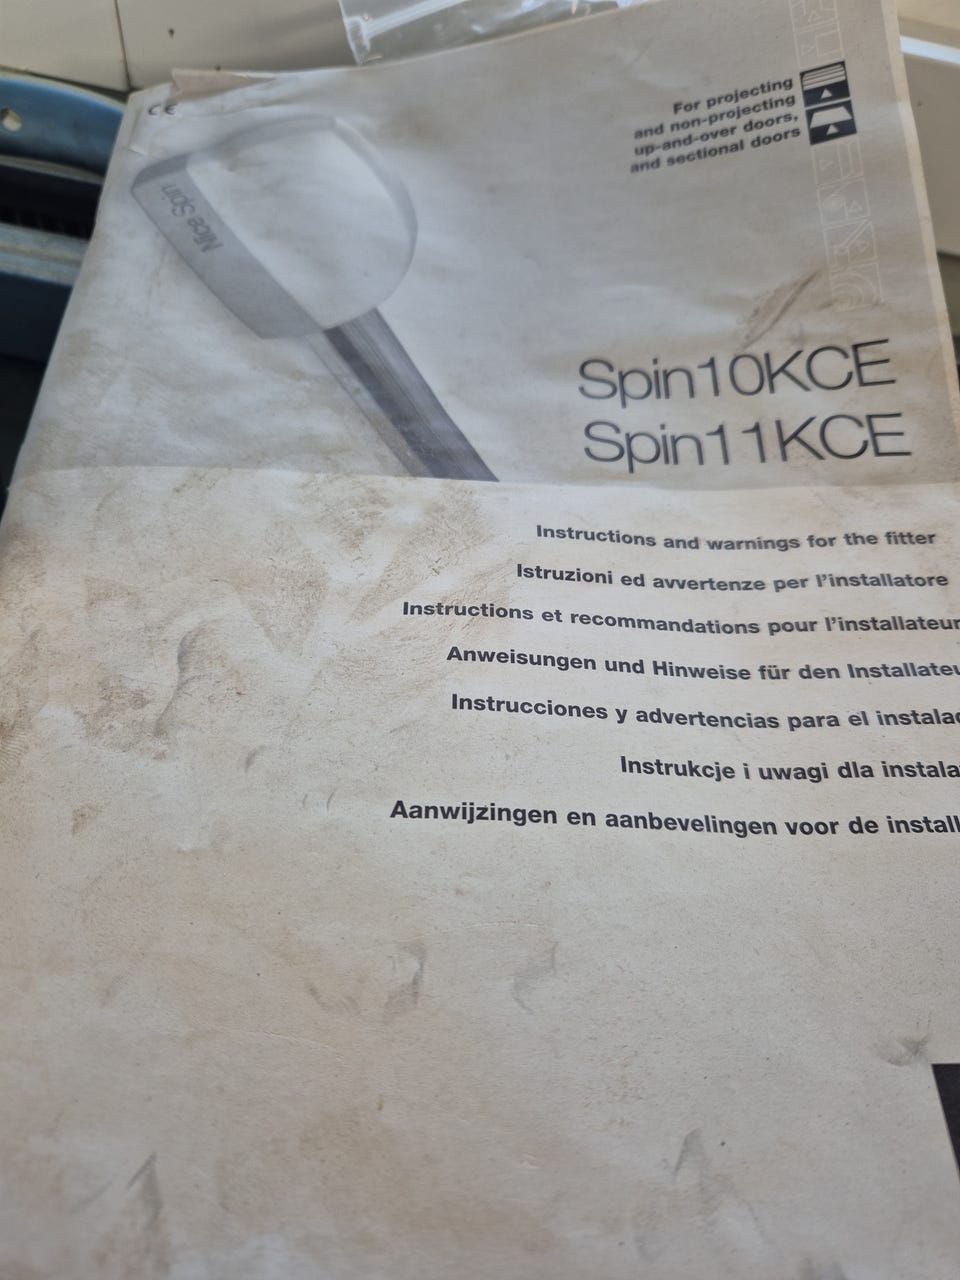 CE
For projecting
and non-projecting
up-and-over doors,
and sectional doors
Nice Spin
Spin10KCE
Spin11KCE
Instructions and warnings for the fitter
Istruzioni ed avvertenze per l'installatore
Instructions et recommandations pour l'installateur
Anweisungen und Hinweise für den Installateu
Instrucciones y advertencias para el instalad
Instrukcje i uwagi dla instala
Aanwijzingen en aanbevelingen voor de install